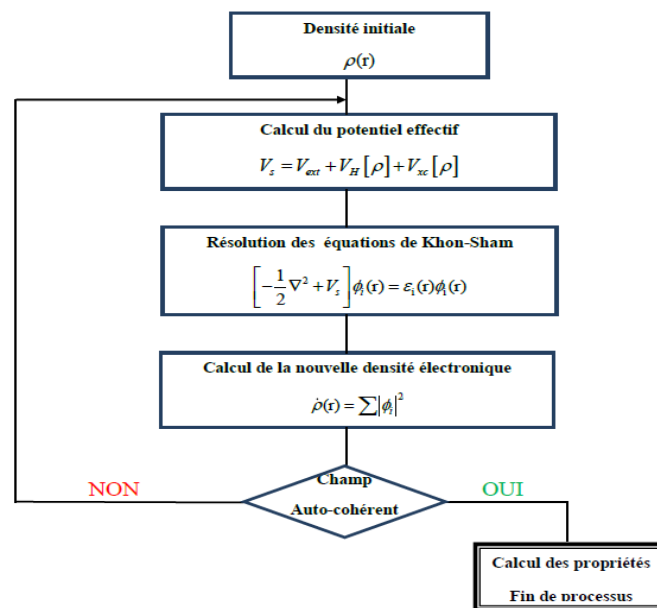 Densité initiale
ρ(r)
Calcul du potentiel effectif
V_s = V_ext + V_H [ρ] + V_xc [ρ]
Résolution des équations de Khon-Sham
[-1/2 ∇² + V_s] ϕ_i(r) = ε_i(r)ϕ_i(r)
Calcul de la nouvelle densité électronique
ρ̇(r) = ∑|ϕ_i|²
Champ
Auto-cohérent
NON
OUI
Calcul des propriétés
Fin de processus